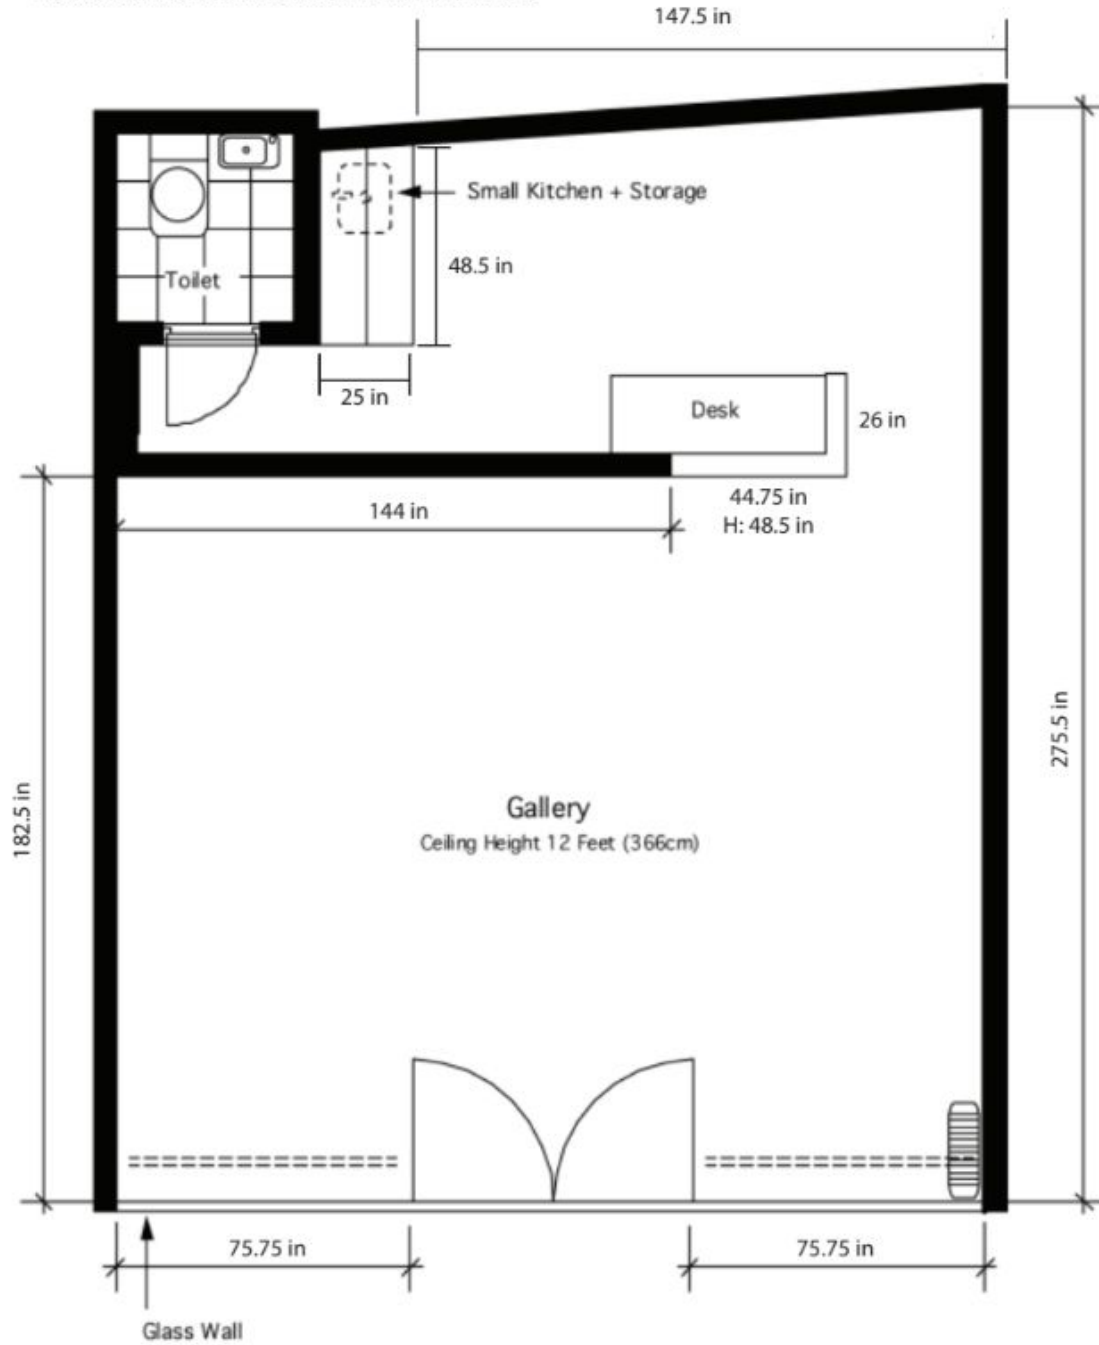 147.5 in
Small Kitchen + Storage
48.5 in
Toilet
25 in
Desk
26 in
44.75 in
H: 48.5 in
144 in
275.5 in
182.5 in
Gallery
Ceiling Height 12 Feet (366cm)
75.75 in
75.75 in
Glass Wall